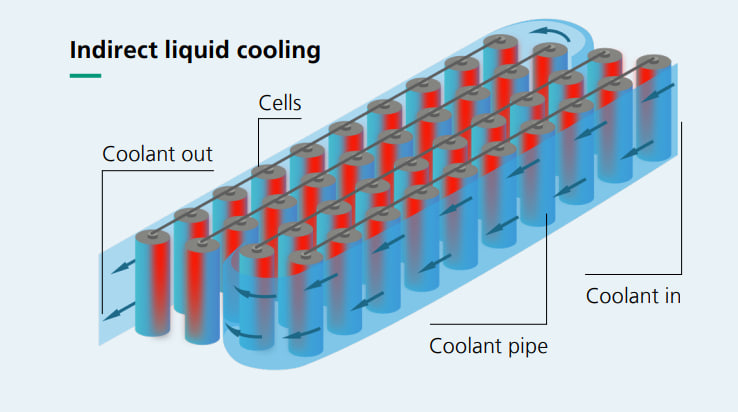 Indirect liquid cooling
Cells
Coolant out
Coolant in
Coolant pipe